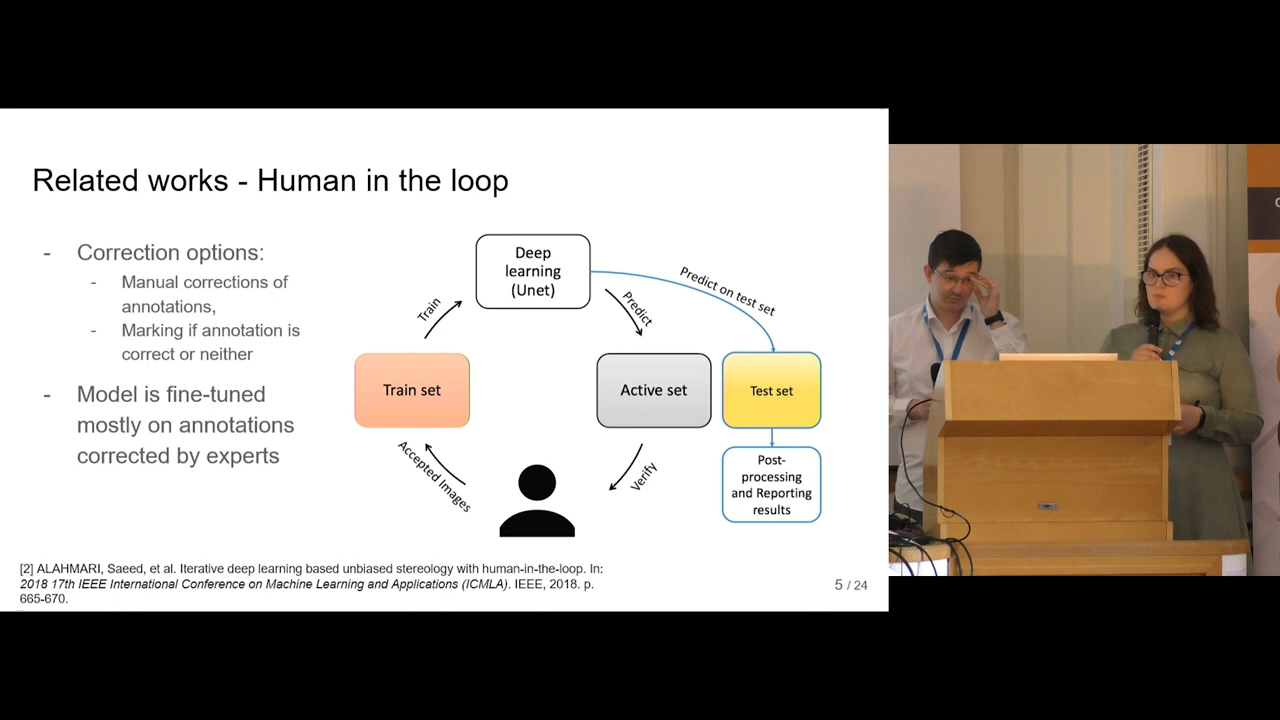 Related works - Human in the loop
- Correction options:
- Manual corrections of
annotations,
- Marking if annotation is
correct or neither
- Model is fine-tuned
mostly on annotations
corrected by experts
Deep
learning
(Unet)
Train
Predict
Predict on test set
Train set
Active set
Test set
Accepted Images
Verify
Post-
processing
and Reporting
results
[2] ALAHMARI, Saeed, et al. Iterative deep learning based unbiased stereology with human-in-the-loop. In:
2018 17th IEEE International Conference on Machine Learning and Applications (ICMLA). IEEE, 2018. p.
665-670.
5 / 24